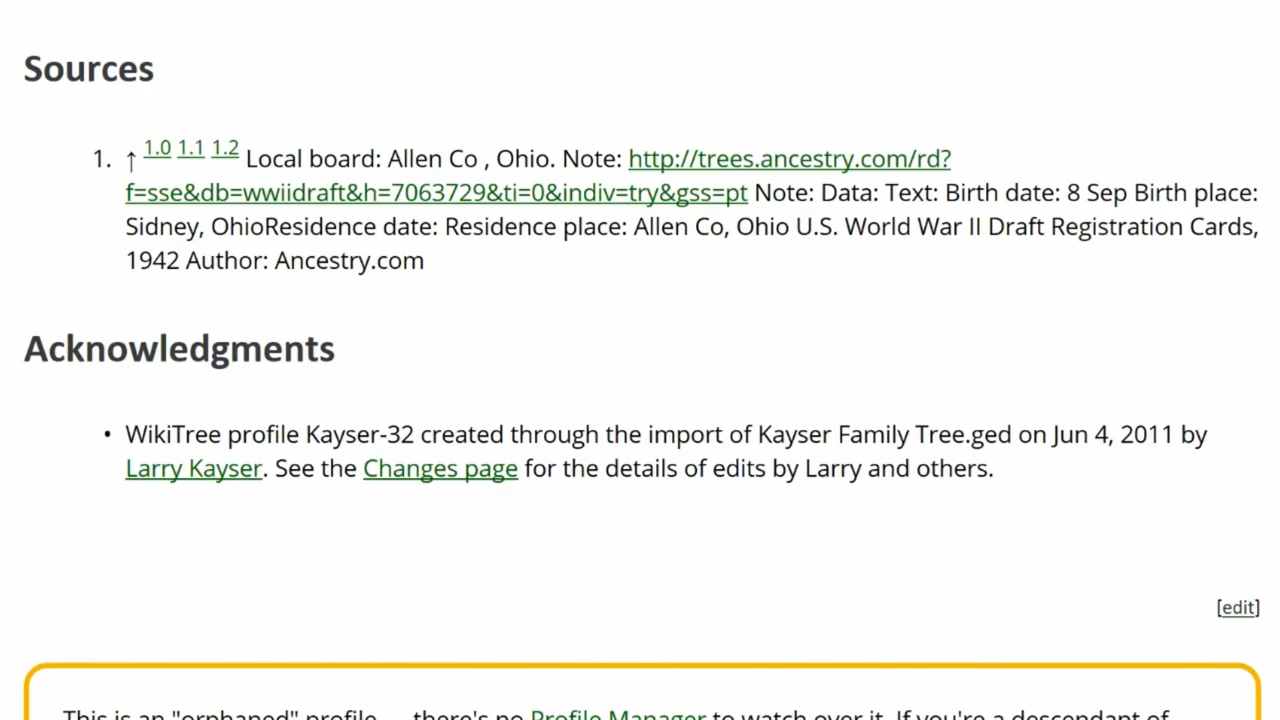 Sources
1. ↑ 1.0 1.1 1.2 Local board: Allen Co , Ohio. Note: http://trees.ancestry.com/rd?
f=sse&db=wwiidraft&h=7063729&ti=0&indiv=try&gss=pt Note: Data: Text: Birth date: 8 Sep Birth place:
Sidney, OhioResidence date: Residence place: Allen Co, Ohio U.S. World War II Draft Registration Cards,
1942 Author: Ancestry.com
Acknowledgments
• WikiTree profile Kayser-32 created through the import of Kayser Family Tree.ged on Jun 4, 2011 by
Larry Kayser. See the Changes page for the details of edits by Larry and others.
[edit]
This is an "orphaned" profile — there's no Profile Manager to watch over it. If you're a descendant of